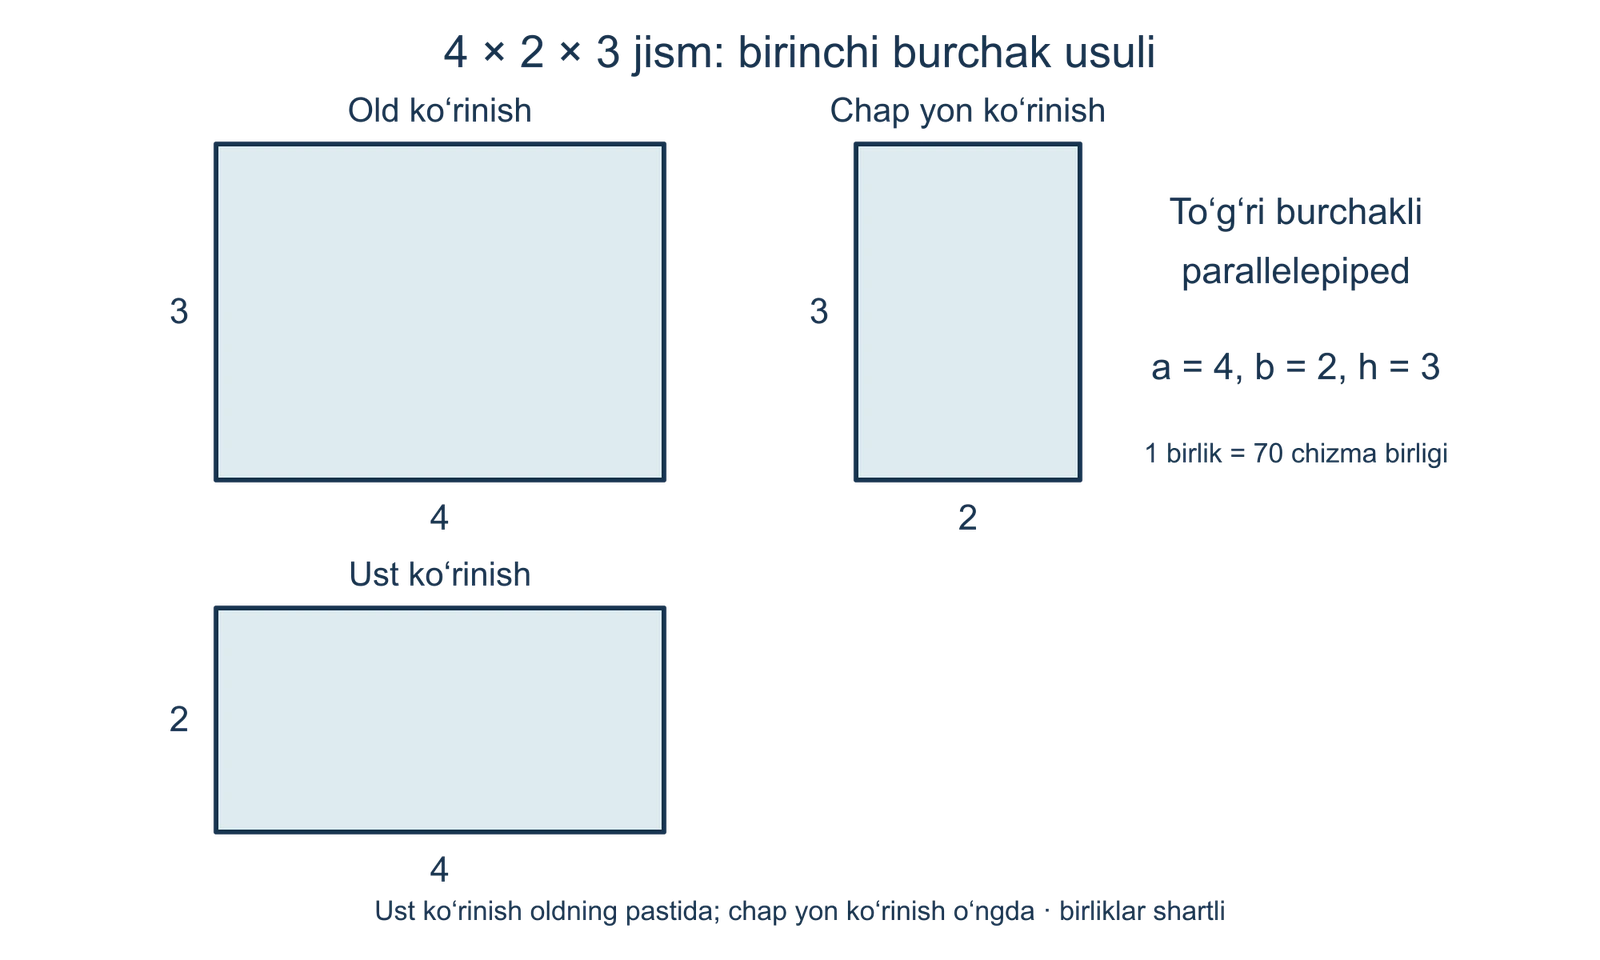 4 × 2 × 3 jism: birinchi burchak usuli
Old ko‘rinish
Chap yon ko‘rinish
3
4
3
2
To‘g‘ri burchakli
parallelepiped
a = 4, b = 2, h = 3
1 birlik = 70 chizma birligi
Ust ko‘rinish
2
4
Ust ko‘rinish oldning pastida; chap yon ko‘rinish o‘ngda · birliklar shartli